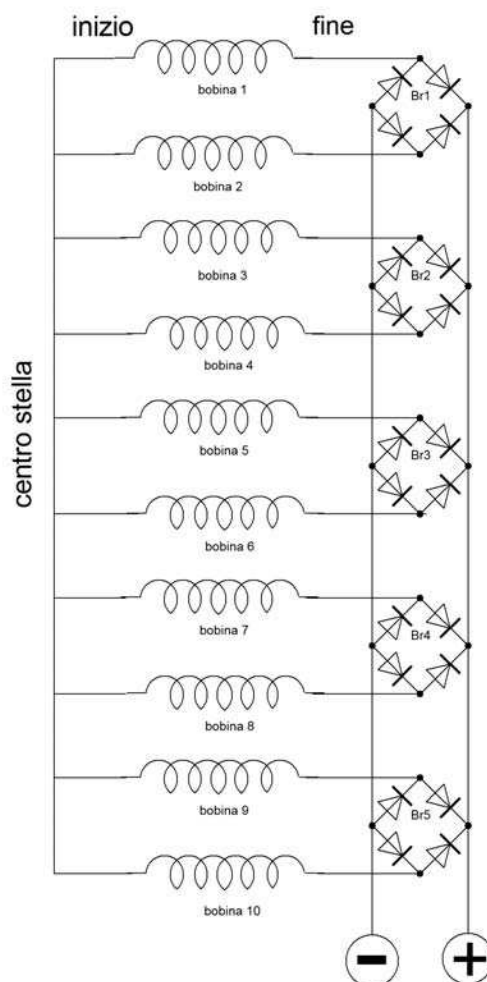 inizio fine
bobina 1
Br1
bobina 2
bobina 3
Br2
bobina 4
centro stella
bobina 5
Br3
bobina 6
bobina 7
Br4
bobina 8
bobina 9
Br5
bobina 10
- +